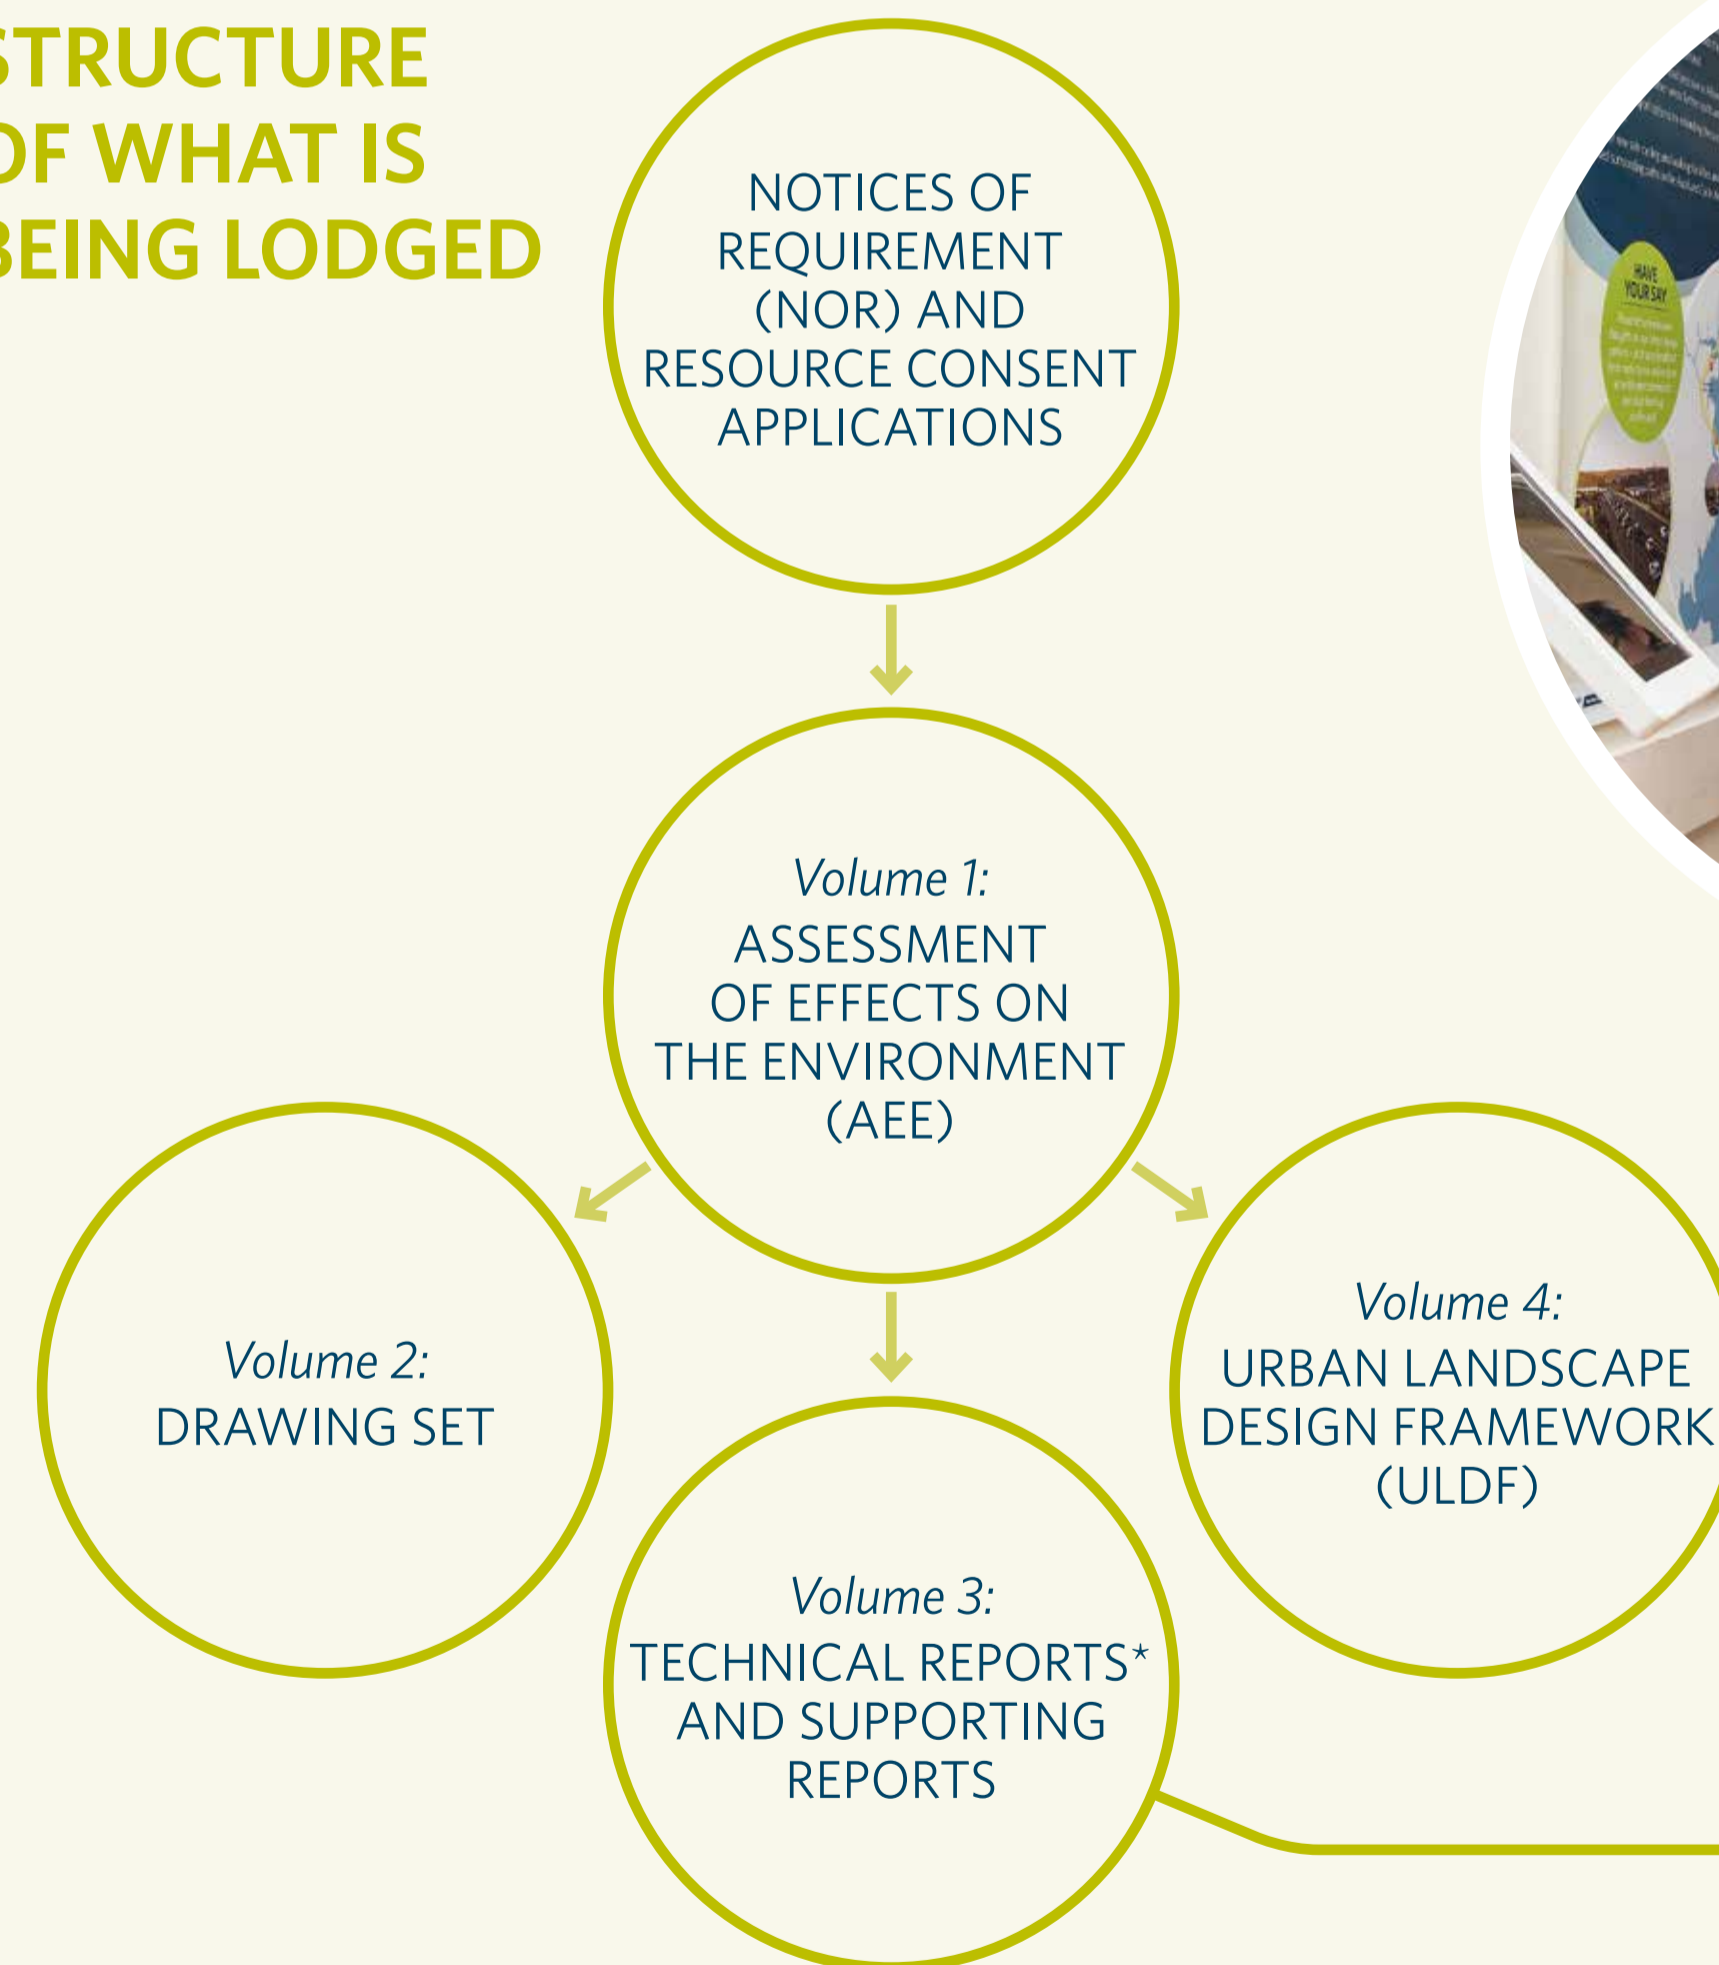 STRUCTURE
OF WHAT IS
BEING LODGED
NOTICES OF
REQUIREMENT
(NOR) AND
RESOURCE CONSENT
APPLICATIONS
HAVE
YOUR SAY
Volume 1:
ASSESSMENT
OF EFFECTS ON
THE ENVIRONMENT
(AEE)
Volume 2:
DRAWING SET
Volume 3:
TECHNICAL REPORTS*
AND SUPPORTING
REPORTS
Volume 4:
URBAN LANDSCAPE
DESIGN FRAMEWORK
(ULDF)